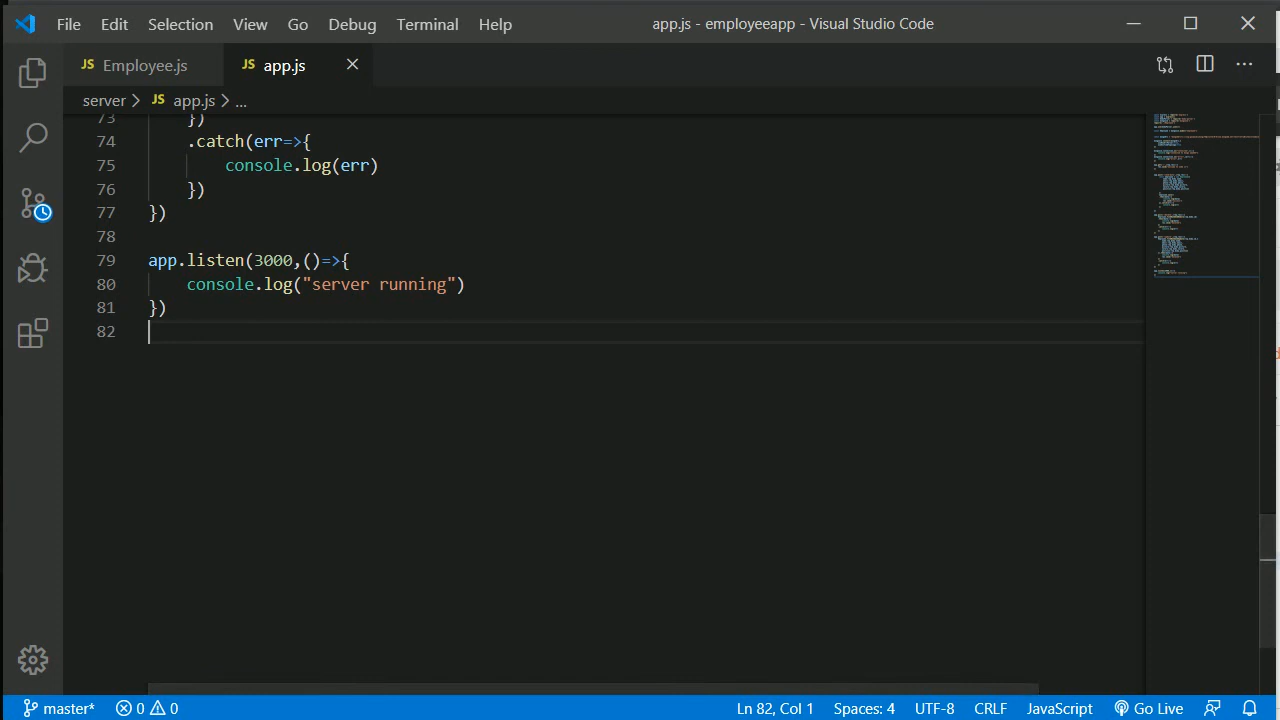 File Edit Selection View Go Debug Terminal Help app.js - employeeapp - Visual Studio Code
JS Employee.js JS app.js
server > JS app.js > ...
73 })
74 .catch(err=>{
75 console.log(err)
76 })
77 })
78
79 app.listen(3000,()=>{
80 console.log("server running")
81 })
82
master* 0 0 Ln 82, Col 1 Spaces: 4 UTF-8 CRLF JavaScript Go Live